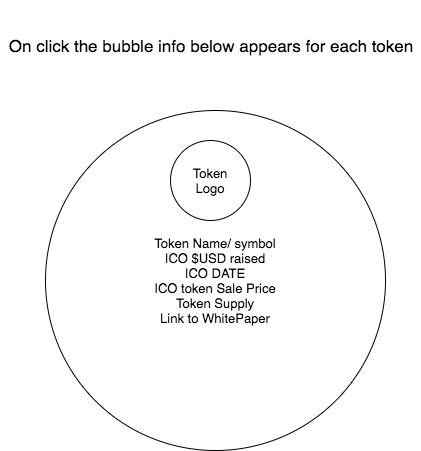 On click the bubble info below appears for each token
Token
Logo
Token Name/ symbol
ICO $USD raised
ICO DATE
ICO token Sale Price
Token Supply
Link to WhitePaper